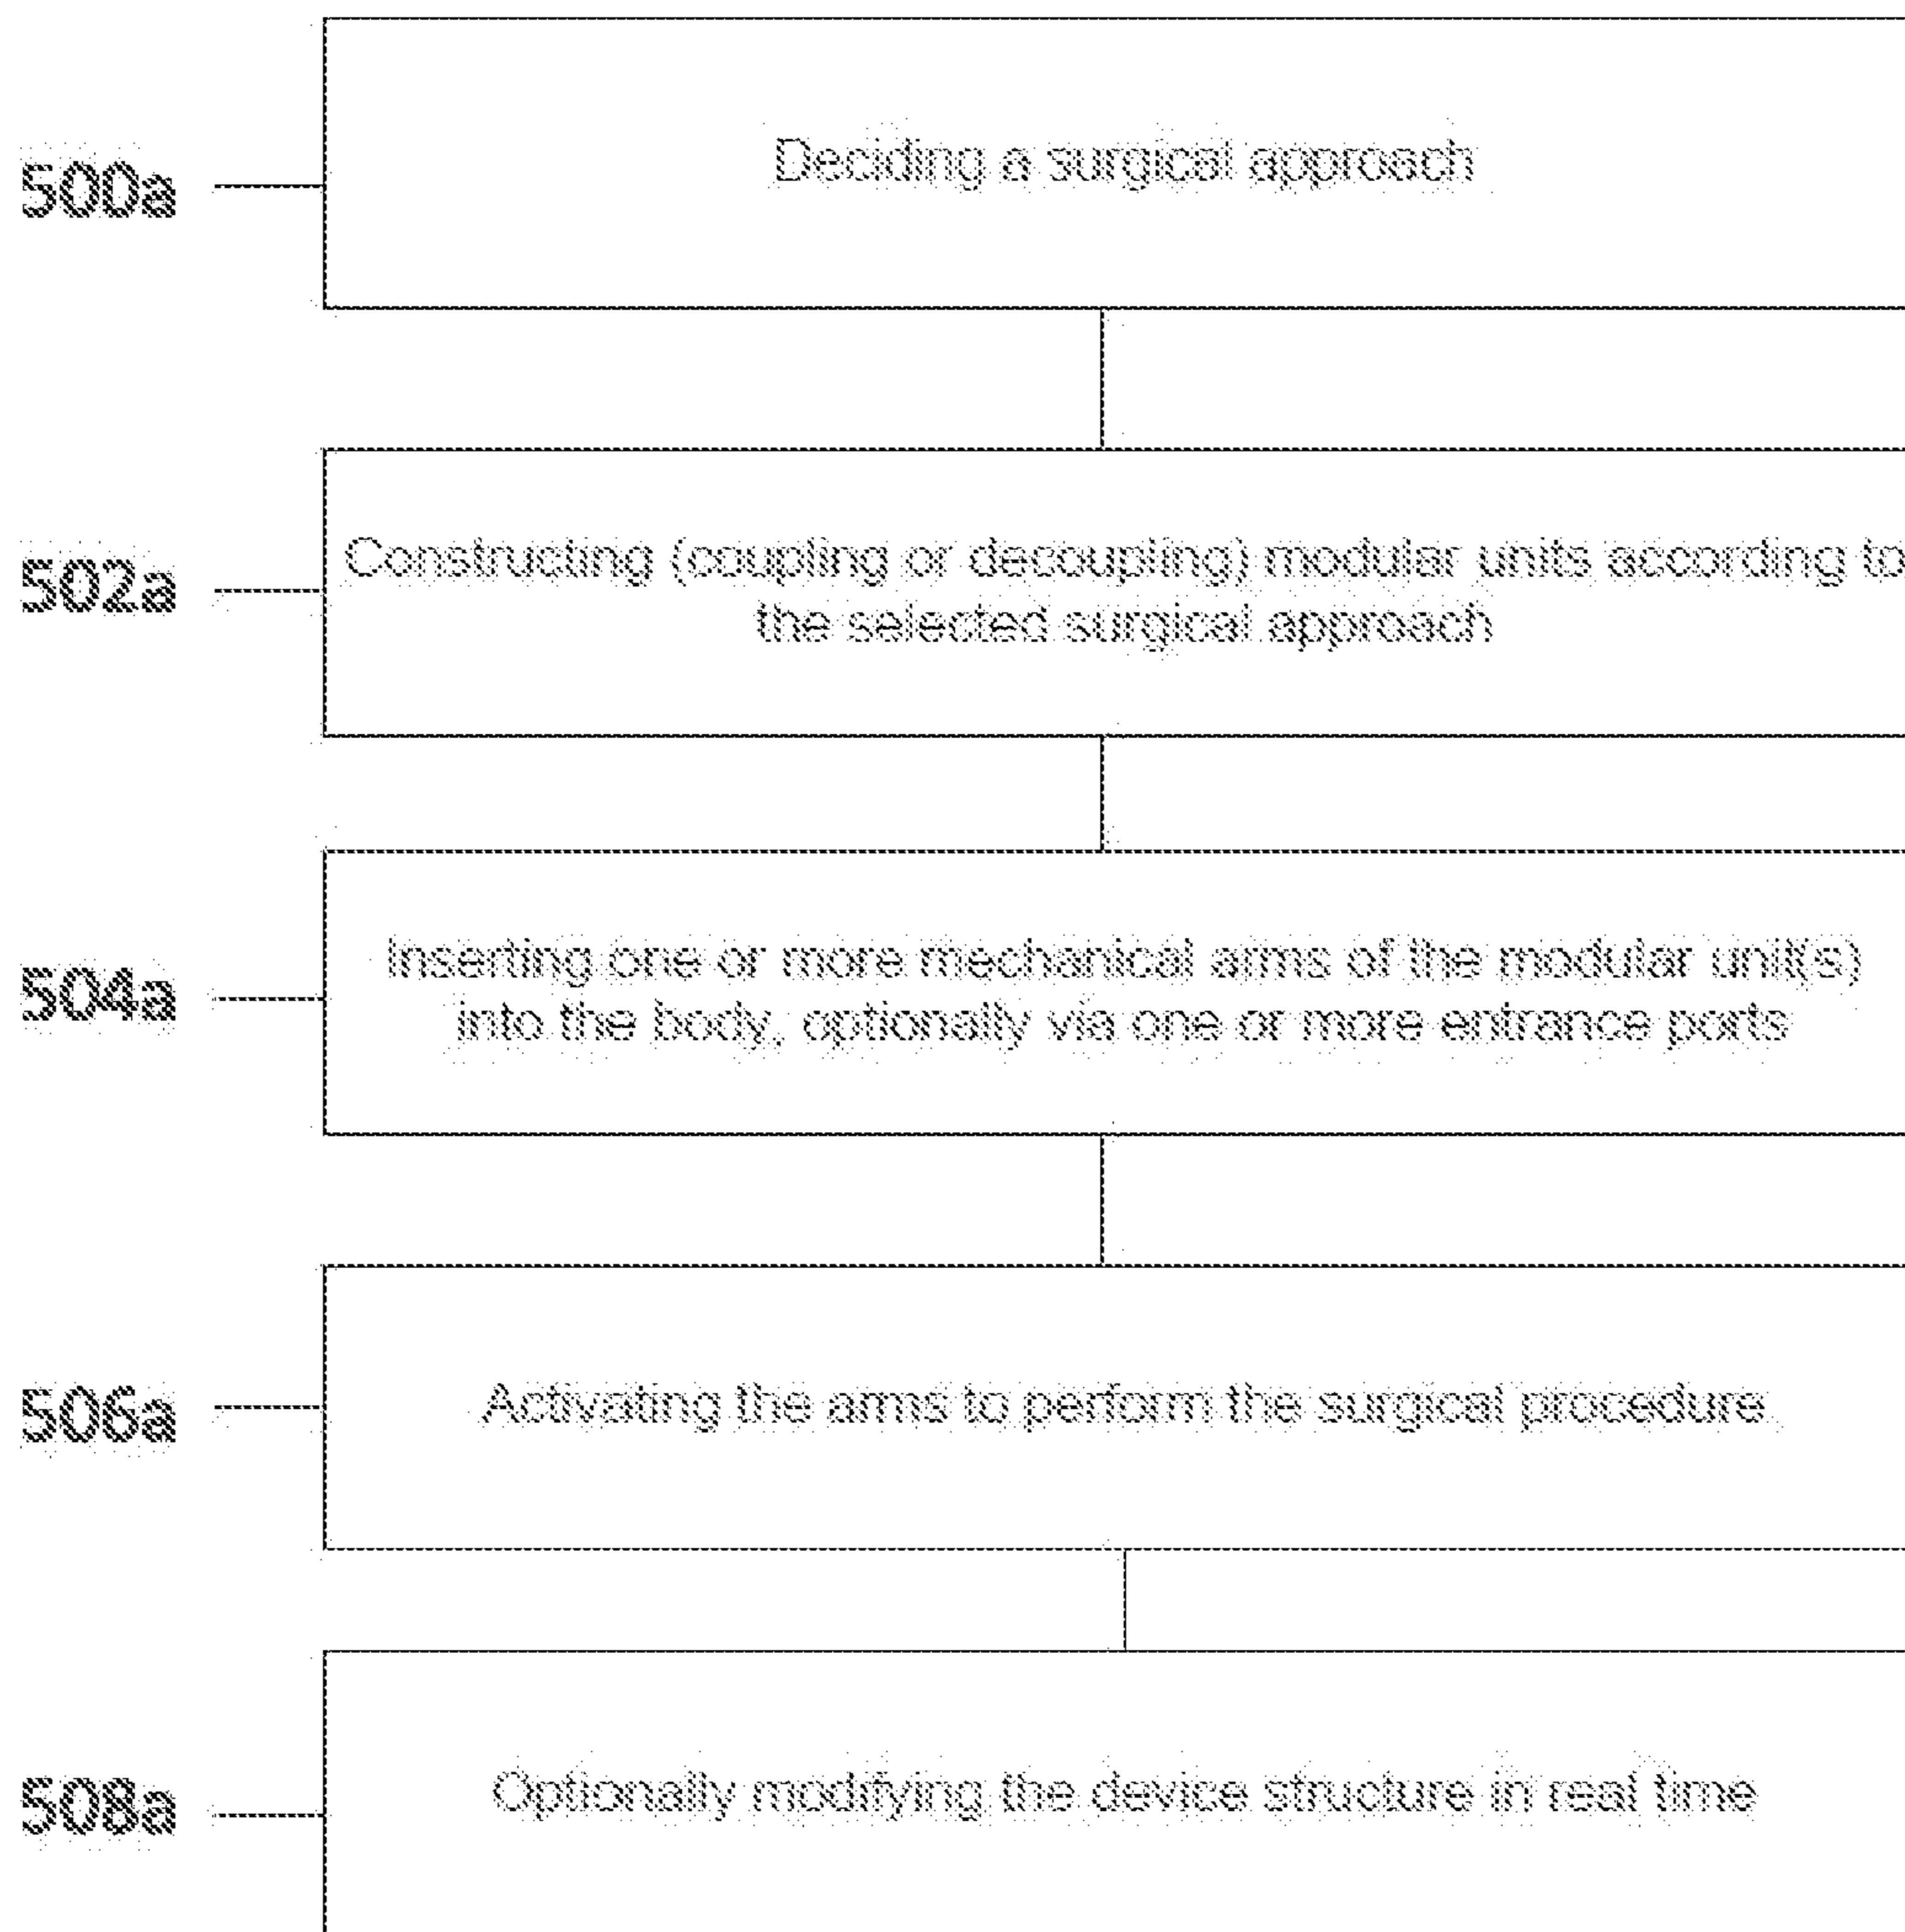 500a
Deciding a surgical approach
502a
Constructing (coupling or decoupling) modular units according to
the selected surgical approach
504a
Inserting one or more mechanical arms of the modular unit(s)
into the body, optionally via one or more entrance ports
506a
Activating the arms to perform the surgical procedure
508a
Optionally modifying the device structure in real time